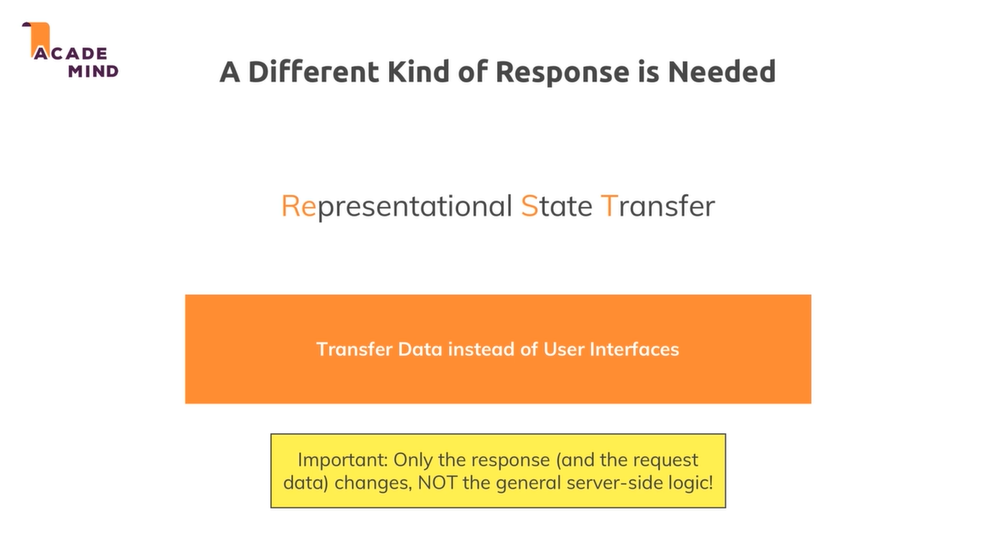 ACADE
MIND
A Different Kind of Response is Needed
Representational State Transfer
Transfer Data instead of User Interfaces
Important: Only the response (and the request
data) changes, NOT the general server-side logic!